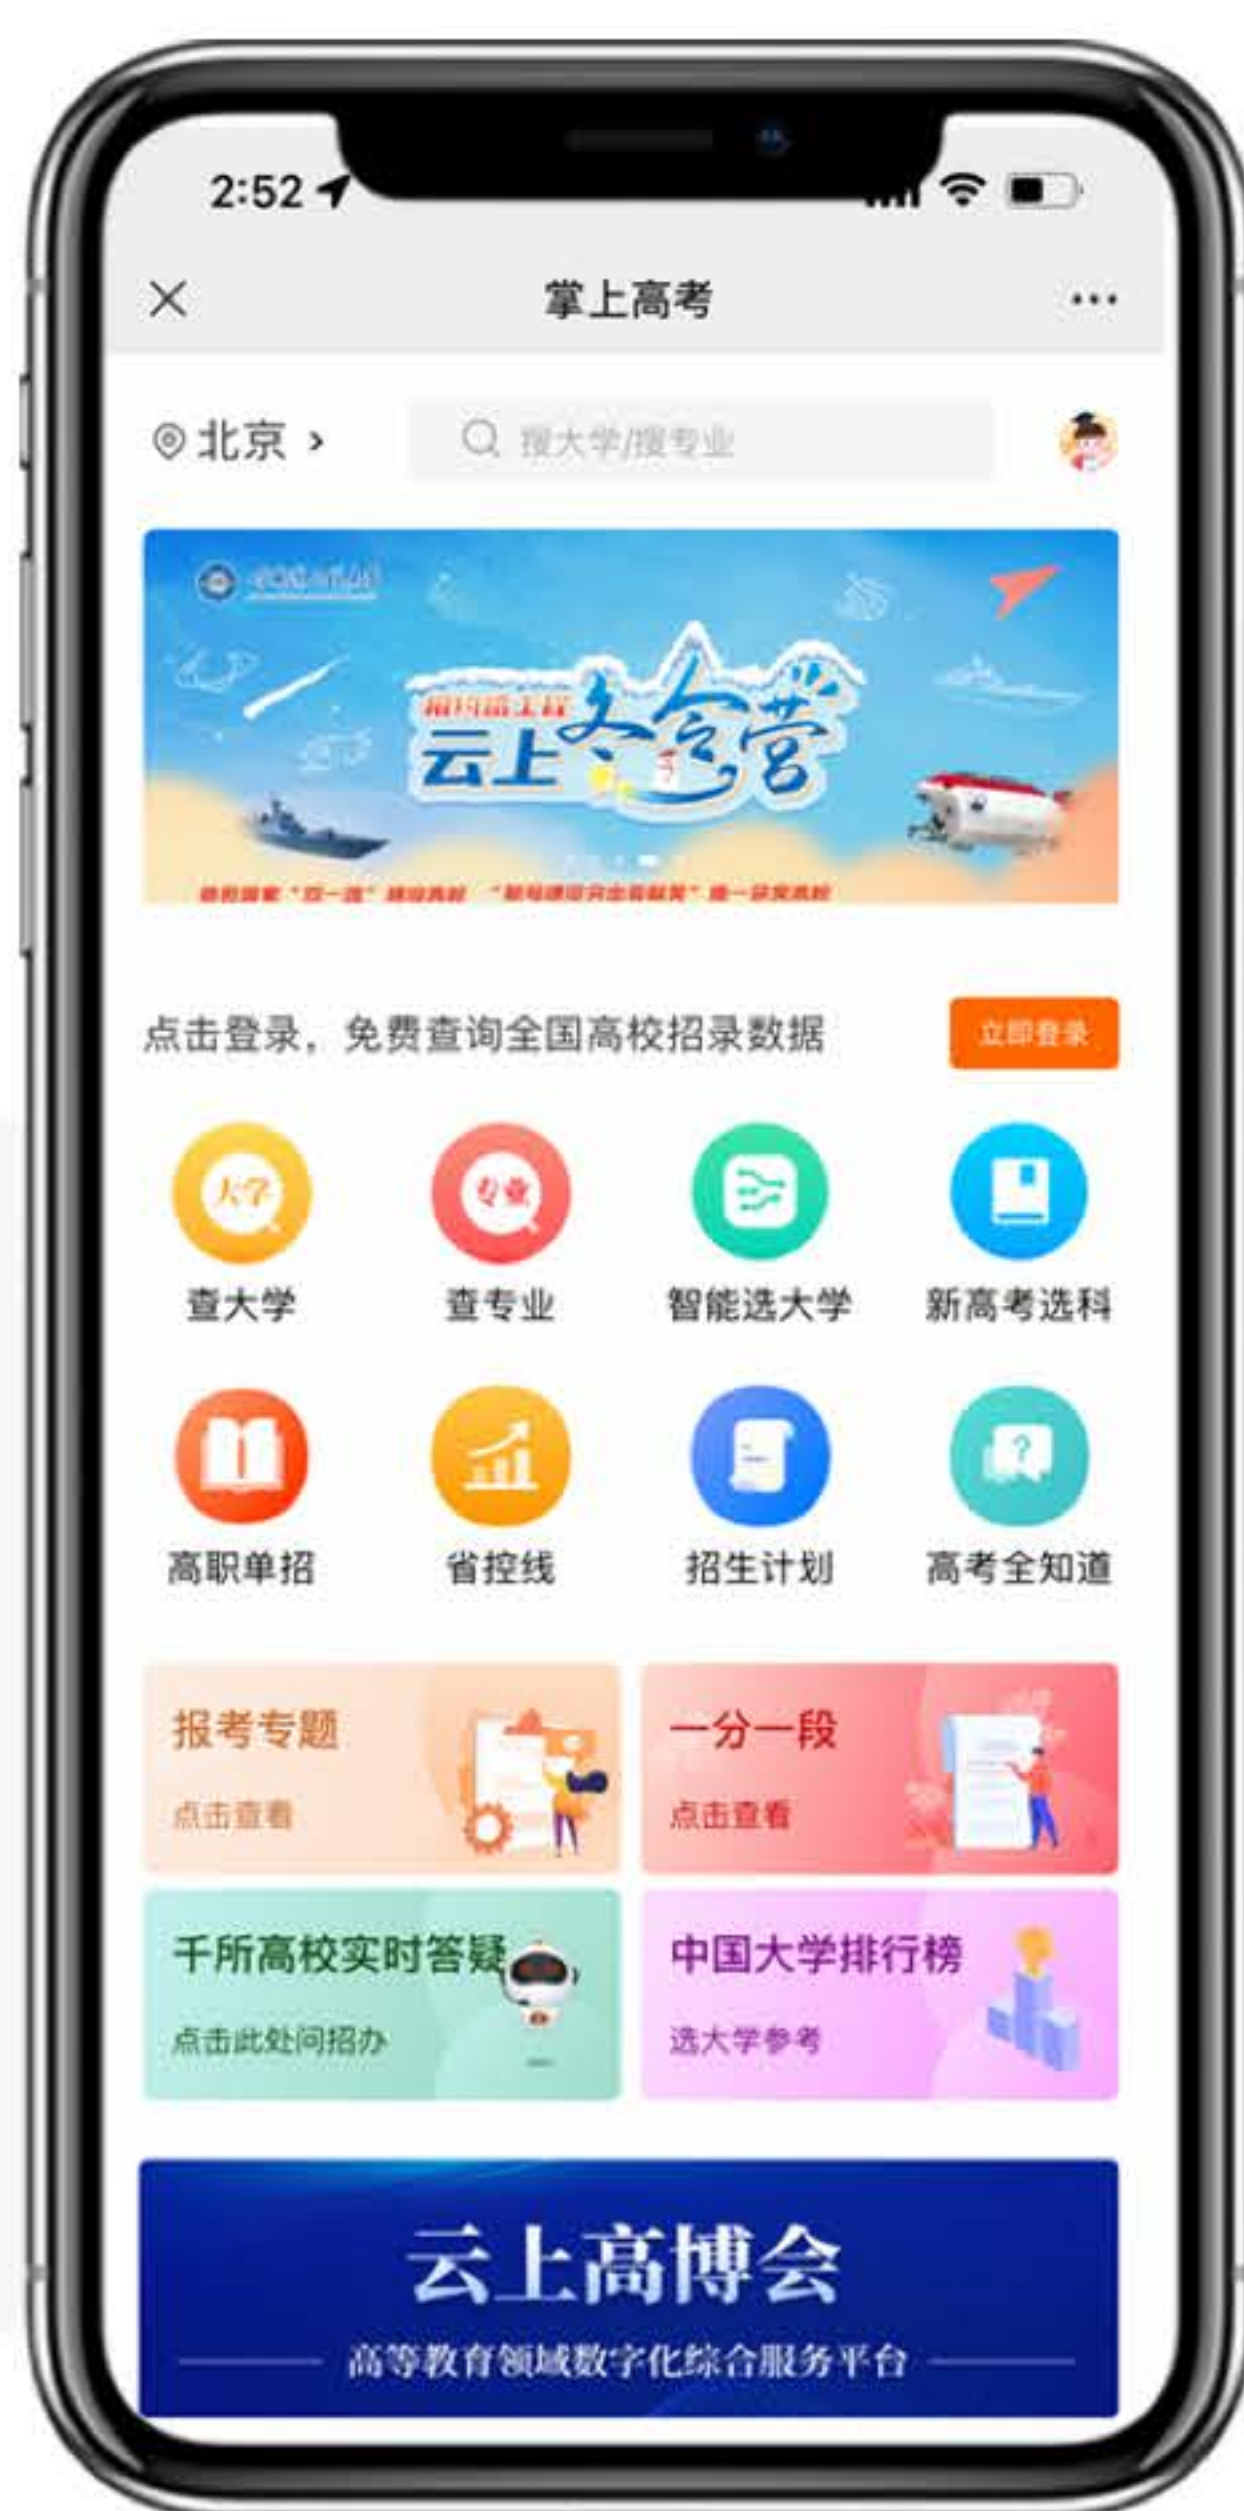 2:52
掌上高考
北京
搜大学/搜专业
云上冬令营
点击登录，免费查询全国高校招录数据
立即登录
大学
专业
查大学
查专业
智能选大学
新高考选科
高职单招
省控线
招生计划
高考全知道
报考专题
一分一段
点击查看
点击查看
千所高校实时答疑
中国大学排行榜
点击此处问招办
选大学参考
云上高博会
高等教育领域数字化综合服务平台